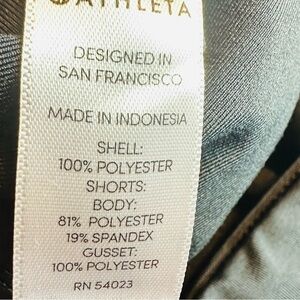 ATHLETA
DESIGNED IN
SAN FRANCISCO
MADE IN INDONESIA
SHELL:
100% POLYESTER
SHORTS:
BODY:
81% POLYESTER
19% SPANDEX
GUSSET:
100% POLYESTER
RN 54023